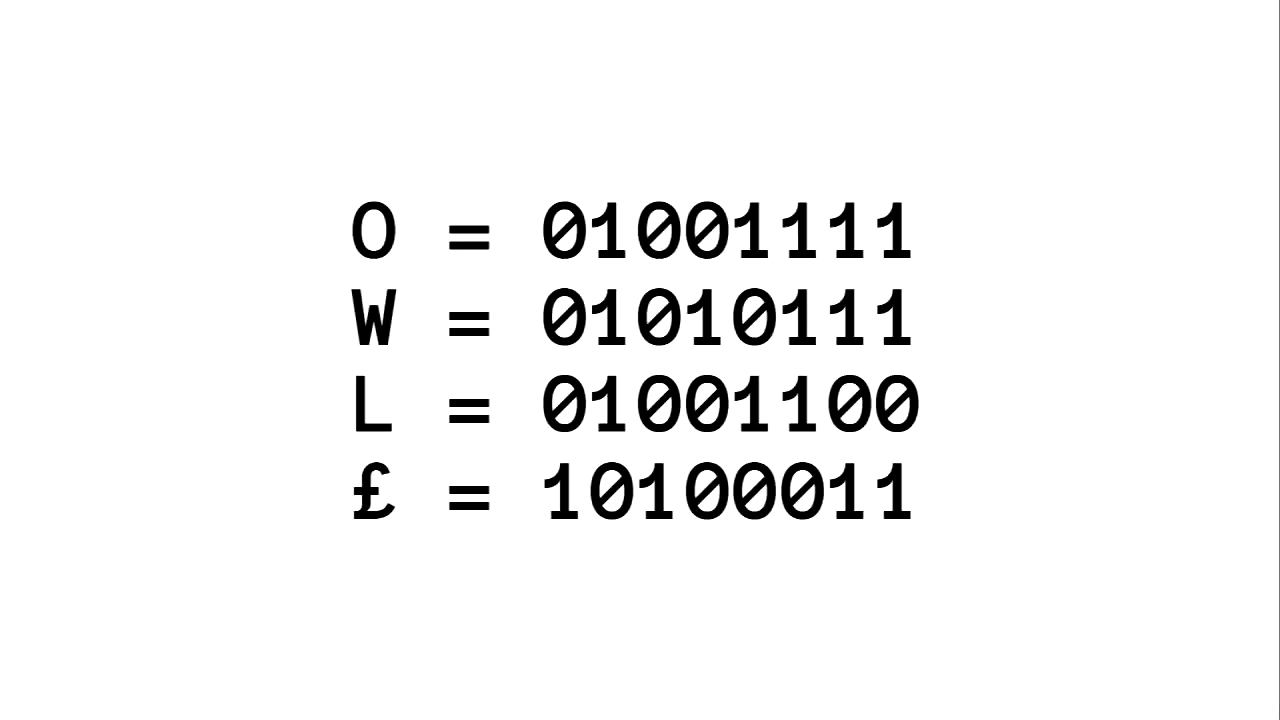 O = 01001111
W = 01010111
L = 01001100
£ = 10100011